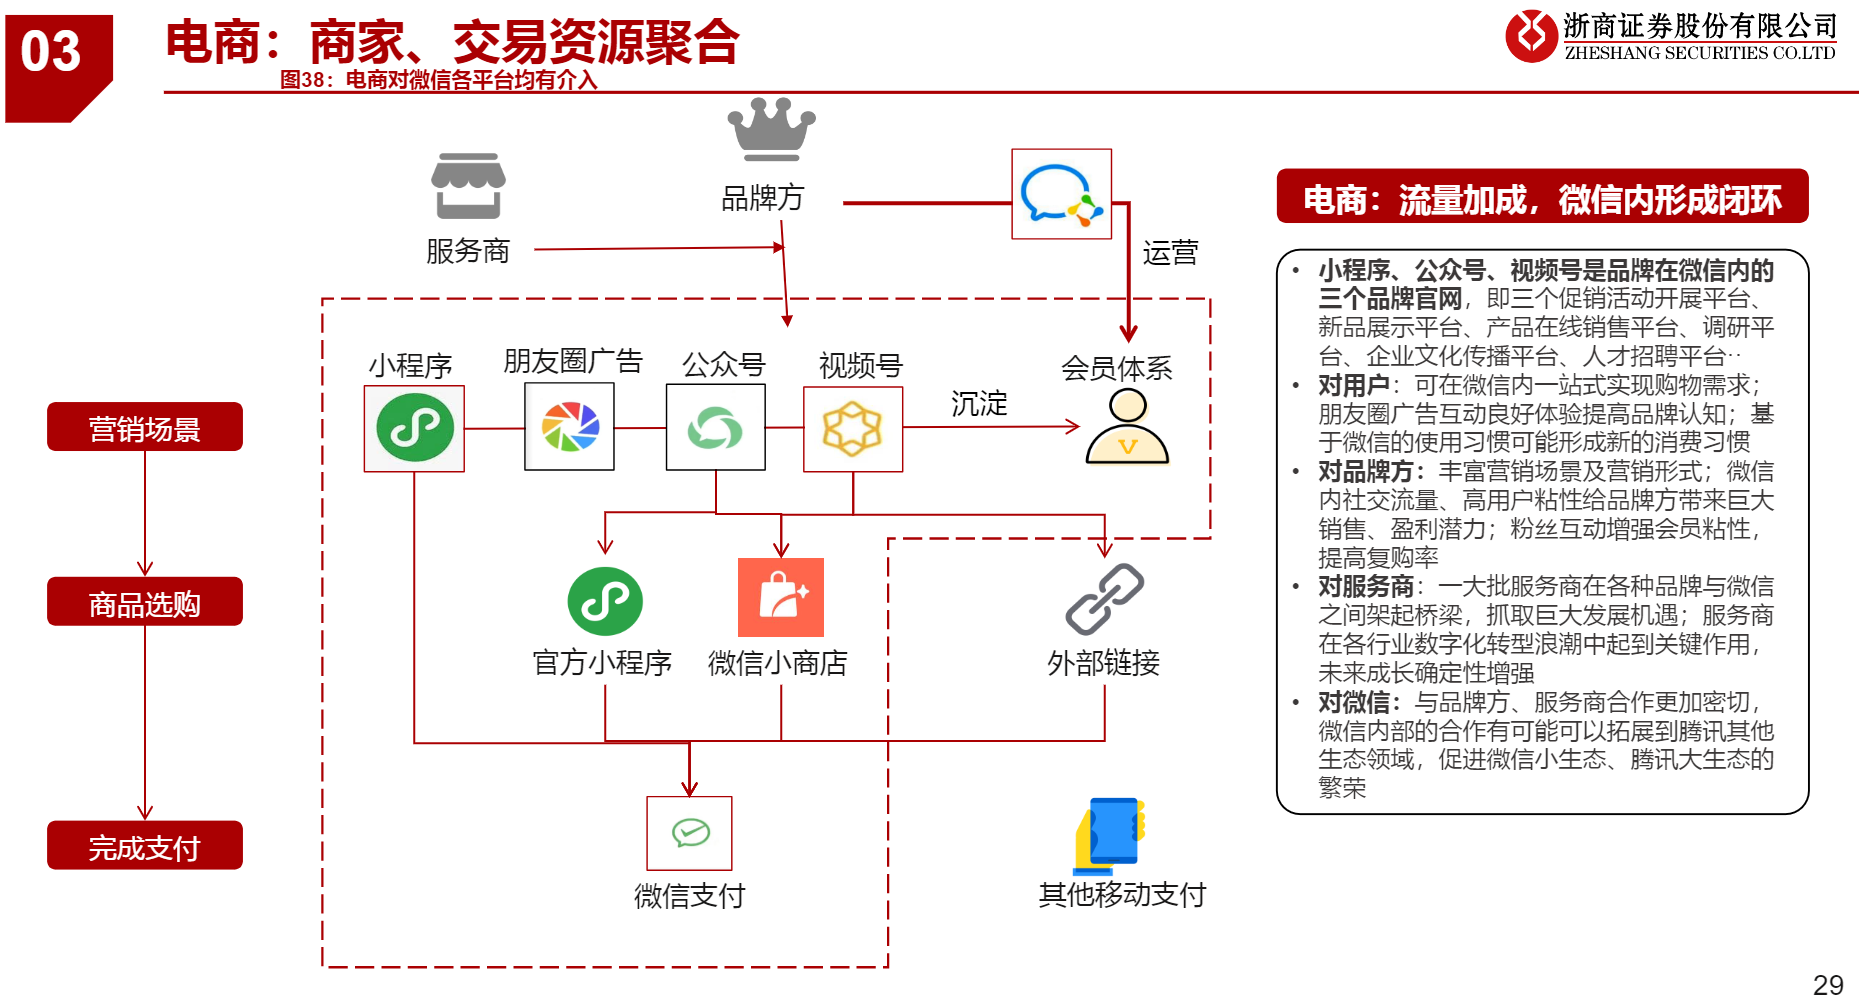 03
电商：商家、交易资源聚合
图38：电商对微信各平台均有介入
浙商证券股份有限公司
ZHESHANG SECURITIES CO.LTD
品牌方
服务商
运营
小程序
朋友圈广告
公众号
视频号
会员体系
沉淀
V
营销场景
商品选购
完成支付
官方小程序
微信小商店
外部链接
微信支付
其他移动支付
电商：流量加成，微信内形成闭环
• 小程序、公众号、视频号是品牌在微信内的
三个品牌官网，即三个促销活动开展平台、
新品展示平台、产品在线销售平台、调研平
台、企业文化传播平台、人才招聘平台··
• 对用户：可在微信内一站式实现购物需求；
朋友圈广告互动良好体验提高品牌认知；基
于微信的使用习惯可能形成新的消费习惯
• 对品牌方：丰富营销场景及营销形式；微信
内社交流量、高用户粘性给品牌方带来巨大
销售、盈利潜力；粉丝互动增强会员粘性，
提高复购率
• 对服务商：一大批服务商在各种品牌与微信
之间架起桥梁，抓取巨大发展机遇；服务商
在各行业数字化转型浪潮中起到关键作用，
未来成长确定性增强
• 对微信：与品牌方、服务商合作更加密切，
微信内部的合作有可能可以拓展到腾讯其他
生态领域，促进微信小生态、腾讯大生态的
繁荣
29